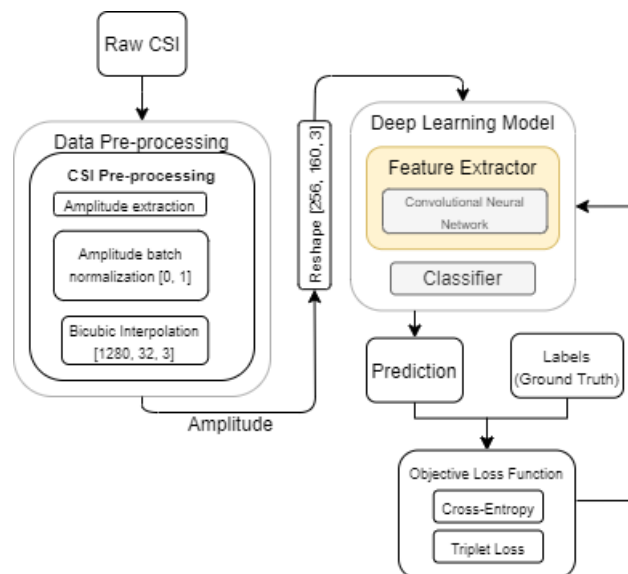 Raw CSI
Data Pre-processing
CSI Pre-processing
Amplitude extraction
Amplitude batch
normalization [0, 1]
Bicubic Interpolation
[1280, 32, 3]
Amplitude
Reshape [256, 160, 3]
Deep Learning Model
Feature Extractor
Convolutional Neural
Network
Classifier
Prediction
Labels
(Ground Truth)
Objective Loss Function
Cross-Entropy
Triplet Loss